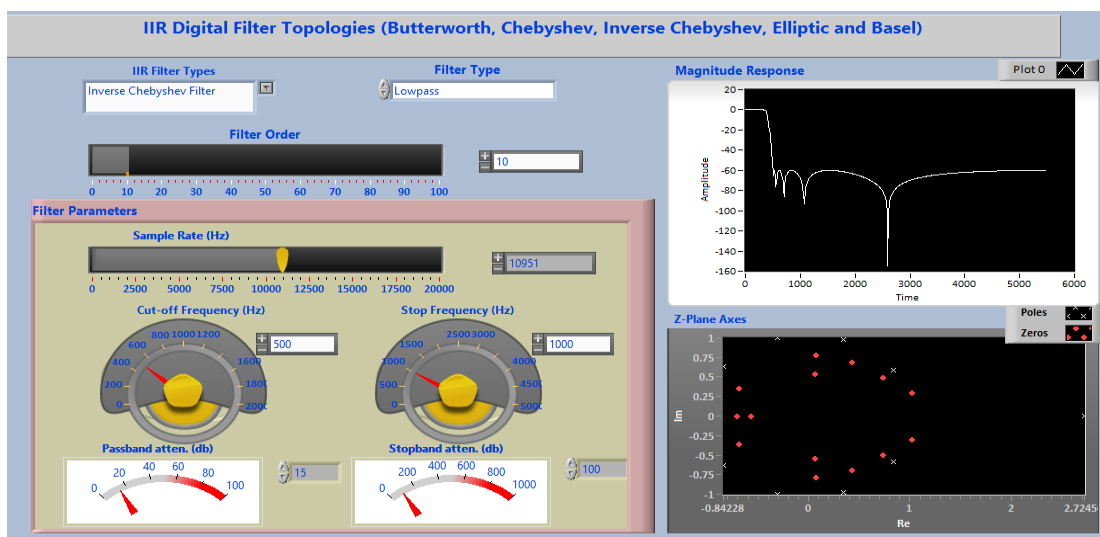 IIR Digital Filter Topologies (Butterworth, Chebyshev, Inverse Chebyshev, Elliptic and Basel)
IIR Filter Types
Inverse Chebyshev Filter
Filter Type
Lowpass
Filter Order
0 10 20 30 40 50 60 70 80 90 100
10
Filter Parameters
Sample Rate (Hz)
0 2500 5000 7500 10000 12500 15000 17500 20000
10951
Cut-off Frequency (Hz)
0 200 400 600 800 1000 1200 1600 1800 2000
500
Stop Frequency (Hz)
0 500 1000 1500 2500 3000 4000 4500 5000
1000
Passband atten. (db)
0 20 40 60 80 100
15
Stopband atten. (db)
0 200 400 600 800 1000
100
Magnitude Response
Plot 0
Amplitude
20
0
-20
-40
-60
-80
-100
-120
-140
-160
0 1000 2000 3000 4000 5000 6000
Time
Z-Plane Axes
Poles
Zeros
Im
1
0.75
0.5
0.25
0
-0.25
-0.5
-0.75
-1
-0.84228 0 1 2 2.7245
Re